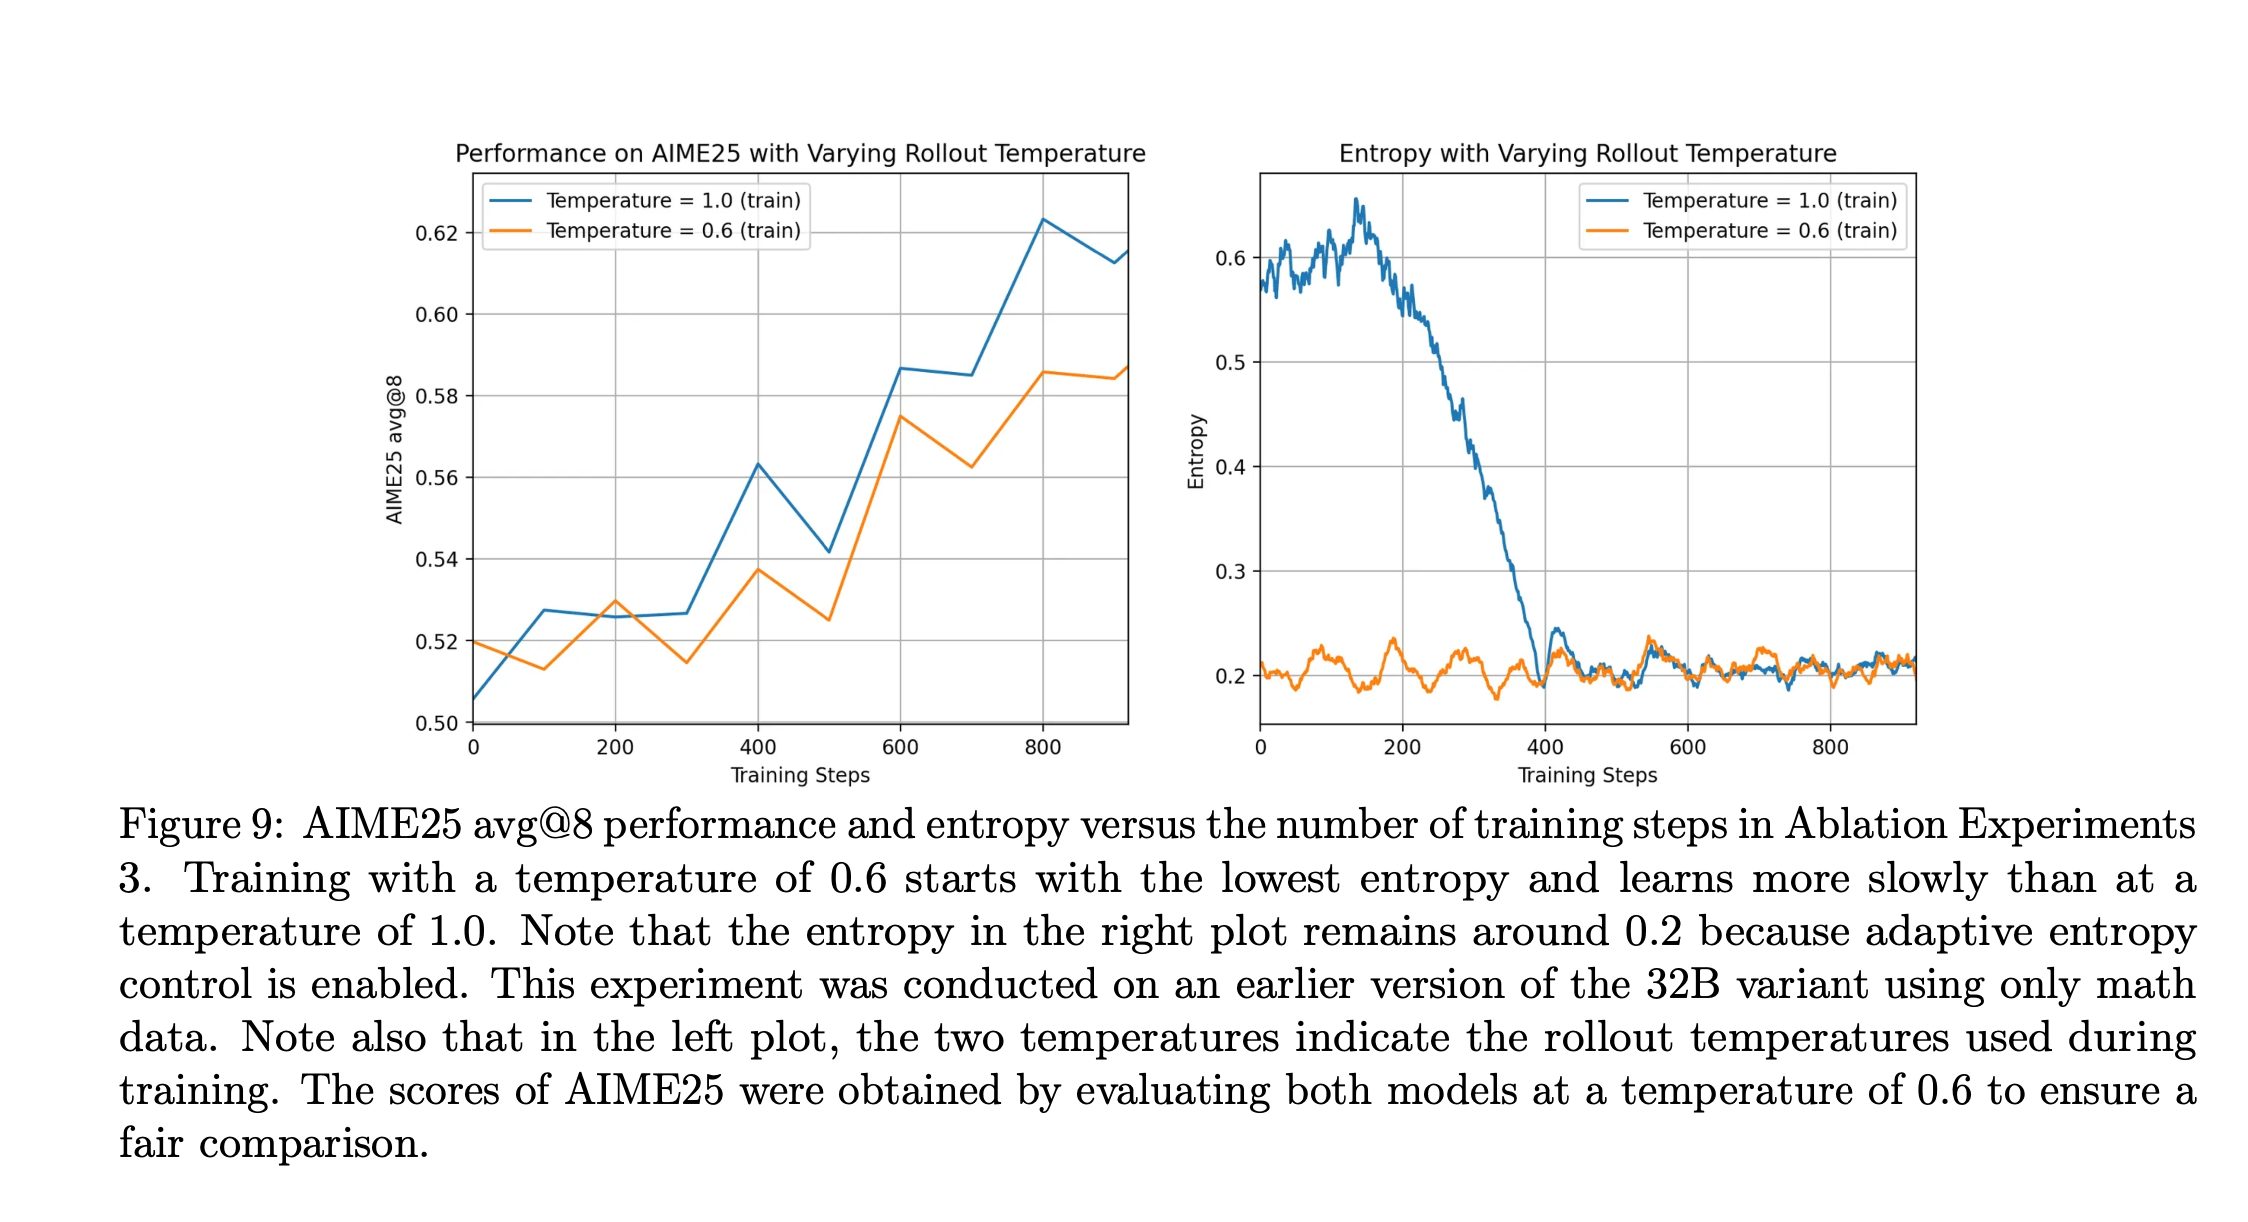 Performance on AIME25 with Varying Rollout Temperature
Temperature = 1.0 (train)
Temperature = 0.6 (train)
AIME25 avg@8
0.62
0.60
0.58
0.56
0.54
0.52
0.50
0
200
400
600
800
Training Steps
Entropy with Varying Rollout Temperature
Temperature = 1.0 (train)
Temperature = 0.6 (train)
Entropy
0.6
0.5
0.4
0.3
0.2
0
200
400
600
800
Training Steps
Figure 9: AIME25 avg@8 performance and entropy versus the number of training steps in Ablation Experiments
3. Training with a temperature of 0.6 starts with the lowest entropy and learns more slowly than at a
temperature of 1.0. Note that the entropy in the right plot remains around 0.2 because adaptive entropy
control is enabled. This experiment was conducted on an earlier version of the 32B variant using only math
data. Note also that in the left plot, the two temperatures indicate the rollout temperatures used during
training. The scores of AIME25 were obtained by evaluating both models at a temperature of 0.6 to ensure a
fair comparison.